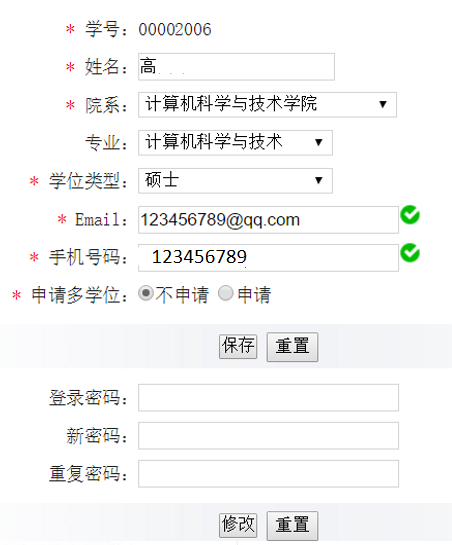 * 学号：00002006
* 姓名：高
* 院系：计算机科学与技术学院
专业：计算机科学与技术
* 学位类型：硕士
* Email：123456789@qq.com
* 手机号码：123456789
* 申请多学位：不申请 申请
保存 重置
登录密码：
新密码：
重复密码：
修改 重置